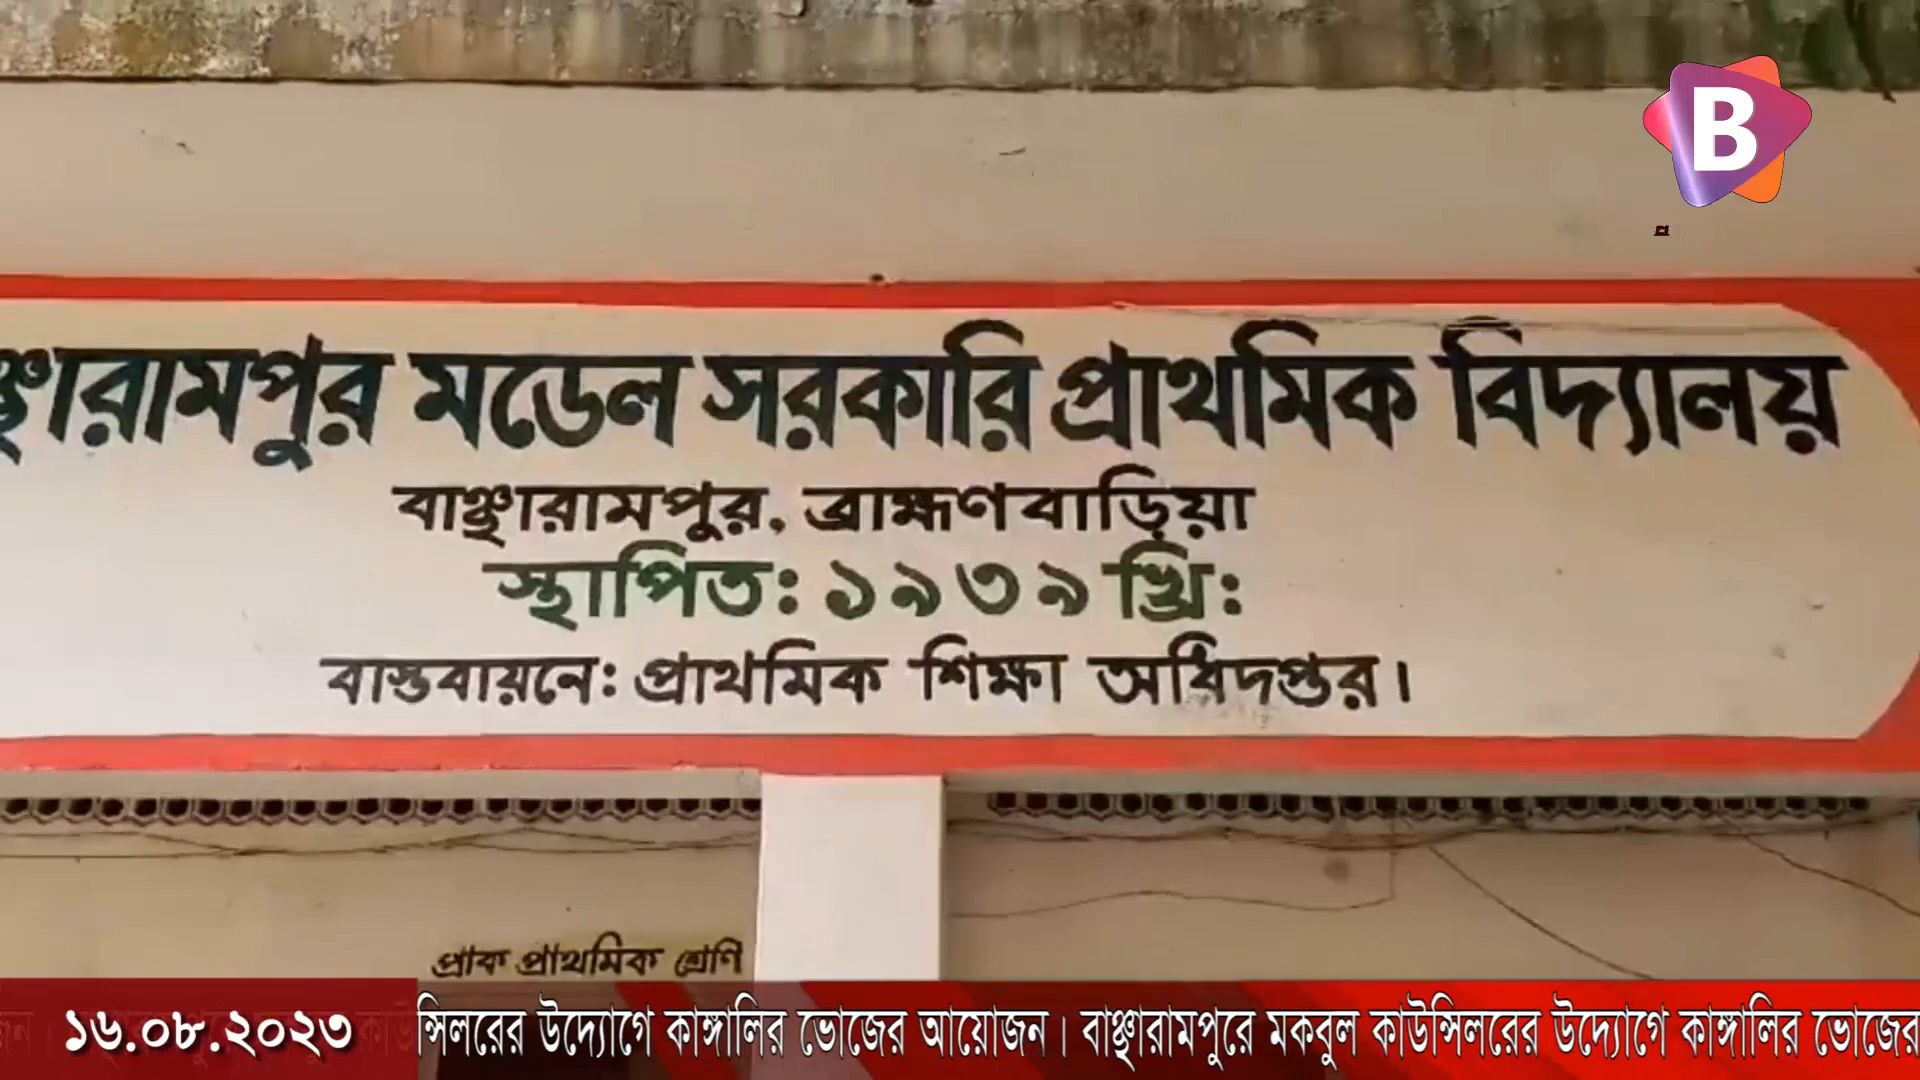 B
ঞ্ছারামপুর মডেল সরকারি প্রাথমিক বিদ্যালয়
বাঞ্ছারামপুর, ব্রাহ্মণবাড়িয়া
স্থাপিত: ১৯৩৯ খ্রি:
বাস্তবায়নে: প্রাথমিক শিক্ষা অধিদপ্তর।
প্রাক প্রাথমিক শ্রেণি
১৬.০৮.২০২৩ ন্সিলরের উদ্যোগে কাঙ্গালির ভোজের আয়োজন। বাঞ্ছারামপুরে মকবুল কাউন্সিলরের উদ্যোগে কাঙ্গালির ভোজের